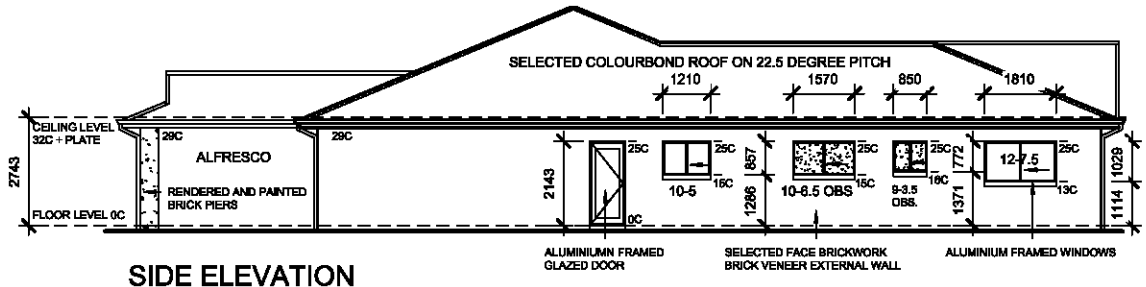 SELECTED COLOURBOND ROOF ON 22.5 DEGREE PITCH
1210 1570 850 1810
CEILING LEVEL
32C + PLATE
29C 29C
2743
ALFRESCO
RENDERED AND PAINTED
BRICK PIERS
FLOOR LEVEL 0C
2143
25C 25C 25C 25C 25C
857 772 1029
12-7.5
15C 15C 16C 13C
10-5 10-6.5 OBS 9-3.5
OBS.
1286 1371 1114
0C
ALUMINIUMN FRAMED
GLAZED DOOR
SELECTED FACE BRICKWORK
BRICK VENEER EXTERNAL WALL
ALUMINIUM FRAMED WINDOWS
SIDE ELEVATION